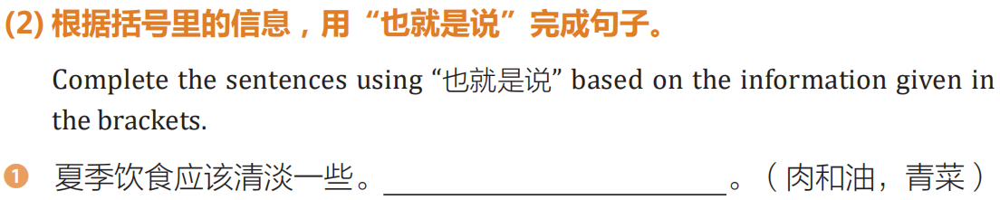 (2) 根据括号里的信息，用“也就是说”完成句子。
Complete the sentences using “也就是说” based on the information given in
the brackets.
1 夏季饮食应该清淡一些。____________________。（肉和油，青菜）